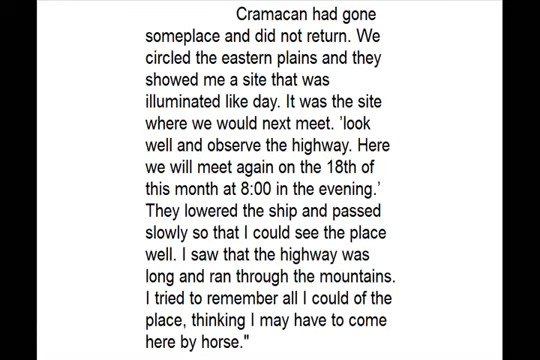 Cramacan had gone
someplace and did not return. We
circled the eastern plains and they
showed me a site that was
illuminated like day. It was the site
where we would next meet. 'look
well and observe the highway. Here
we will meet again on the 18th of
this month at 8:00 in the evening.'
They lowered the ship and passed
slowly so that I could see the place
well. I saw that the highway was
long and ran through the mountains.
I tried to remember all I could of the
place, thinking I may have to come
here by horse."